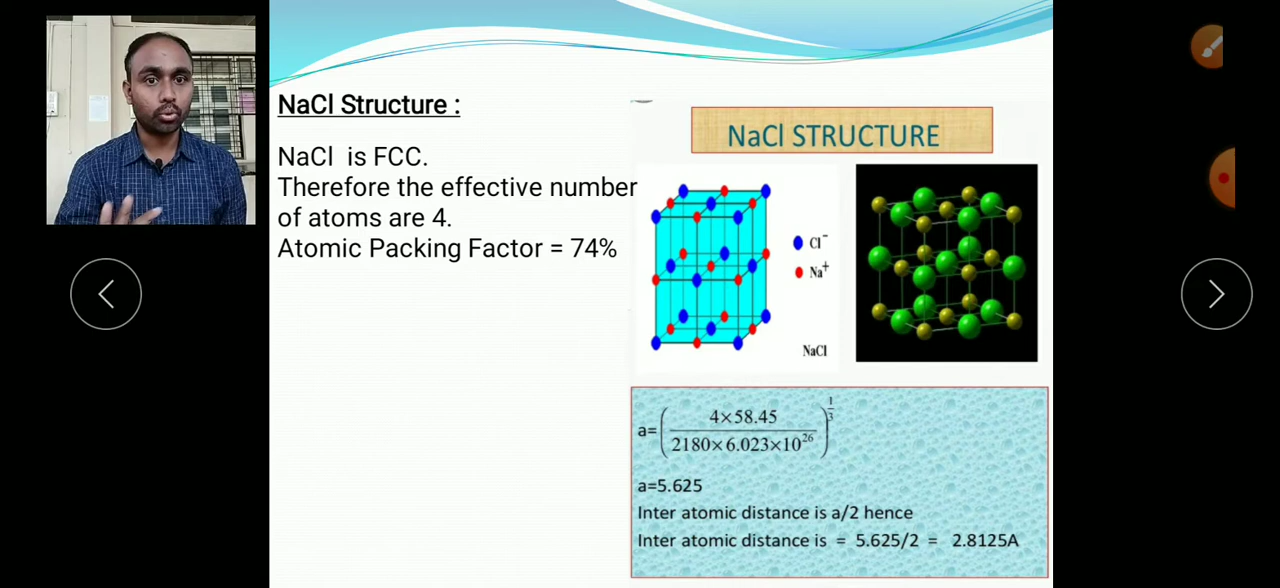 NaCl Structure :
NaCl is FCC.
Therefore the effective number
of atoms are 4.
Atomic Packing Factor = 74%
NaCl STRUCTURE
Cl⁻
Na⁺
NaCl
a=(4×58.45 / 2180×6.023×10²⁶)^1/3
a=5.625
Inter atomic distance is a/2 hence
Inter atomic distance is = 5.625/2 = 2.8125A